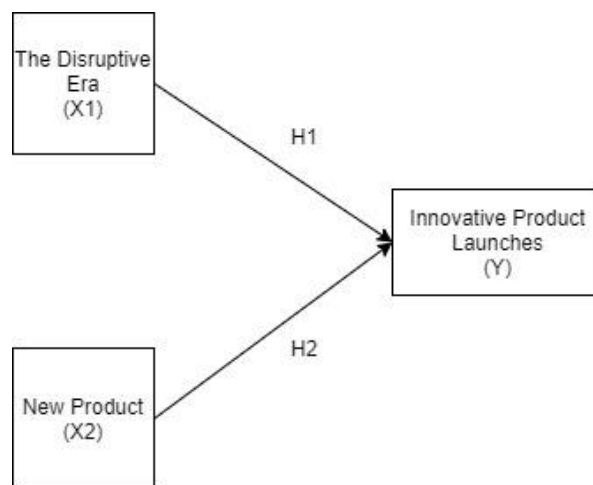 The Disruptive
Era
(X1)
H1
Innovative Product
Launches
(Y)
H2
New Product
(X2)